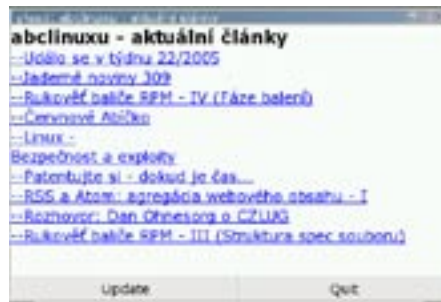 abclinuxu - aktuální články
--Událo se v týdnu 22/2005
--Jaderné noviny 309
--Rukověť baliče RPM - IV (Fáze balení)
--Červnové Abíčko
--Linux -
Bezpečnost a exploity
--Patentujte si - dokud je čas...
--RSS a Atom: agregácia webového obsahu - I
--Rozhovor: Dan Ohnesorg o CZLUG
--Rukověť baliče RPM - III (Struktura spec souboru)
Update Quit